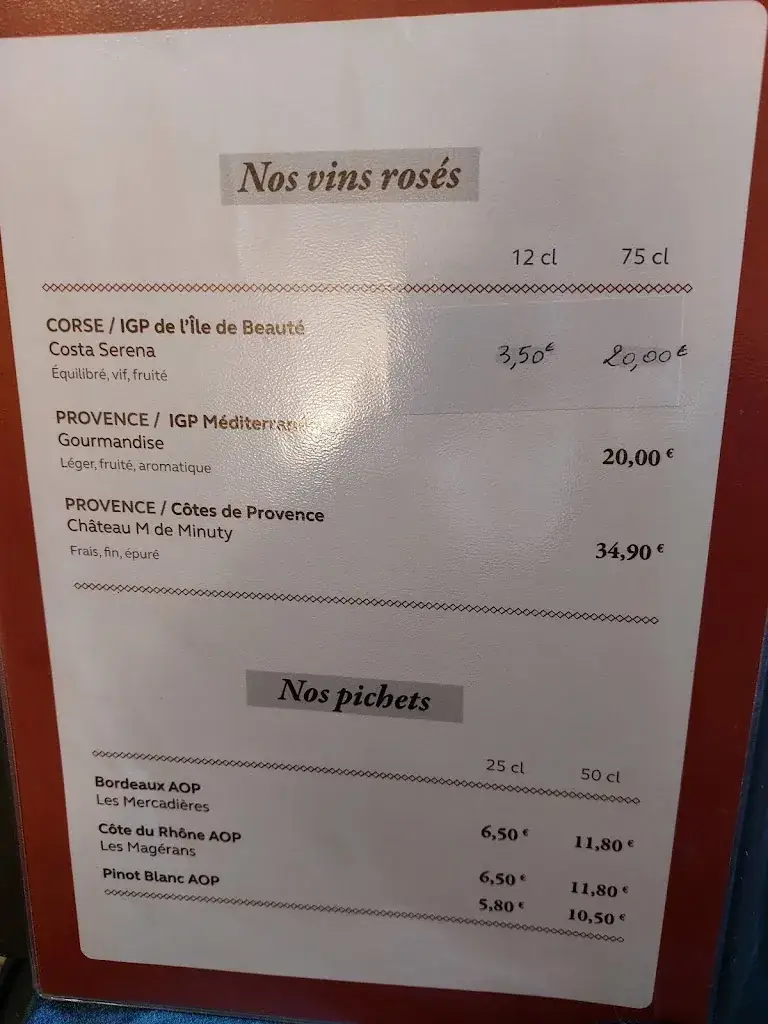 Nos vins rosés
12 cl 75 cl
CORSE / IGP de l'Île de Beauté
Costa Serena 3,50€ 20,00€
Équilibré, vif, fruité
PROVENCE / IGP Méditerranée
Gourmandise 20,00 €
Léger, fruité, aromatique
PROVENCE / Côtes de Provence
Château M de Minuty 34,90 €
Frais, fin, épuré
Nos pichets
25 cl 50 cl
Bordeaux AOP
Les Mercadières 6,50 € 11,80 €
Côte du Rhône AOP
Les Magérans 6,50 € 11,80 €
Pinot Blanc AOP 5,80 € 10,50 €